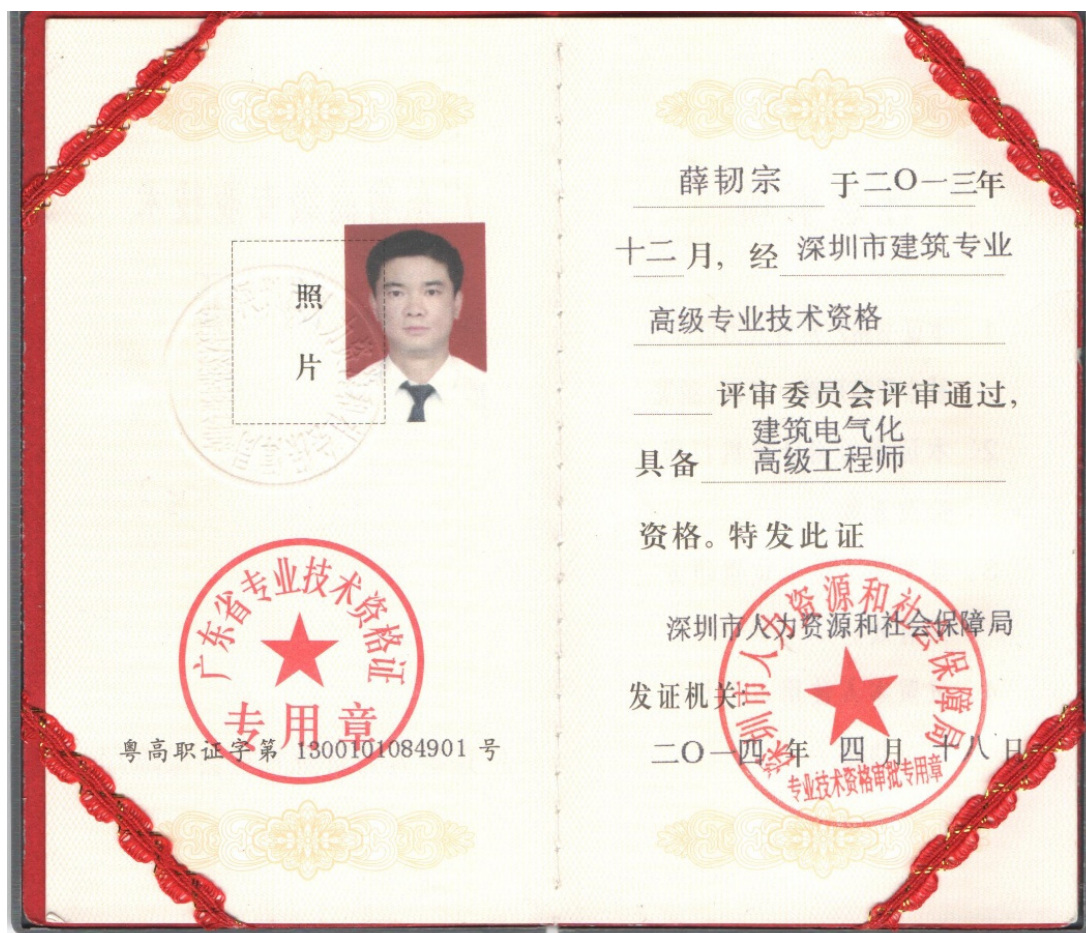 照
片
广东省专业技术资格证
专用章
粤高职证字第 1300101084901 号
薛韧宗 于二〇一三年
十二月，经 深圳市建筑专业
高级专业技术资格
评审委员会评审通过，
建筑电气化
具备 高级工程师
资格。特发此证
深圳市人力资源和社会保障局
发证机关：
二〇一四年 四月十八日
深圳市人力资源和社会保障局
专业技术资格审批专用章